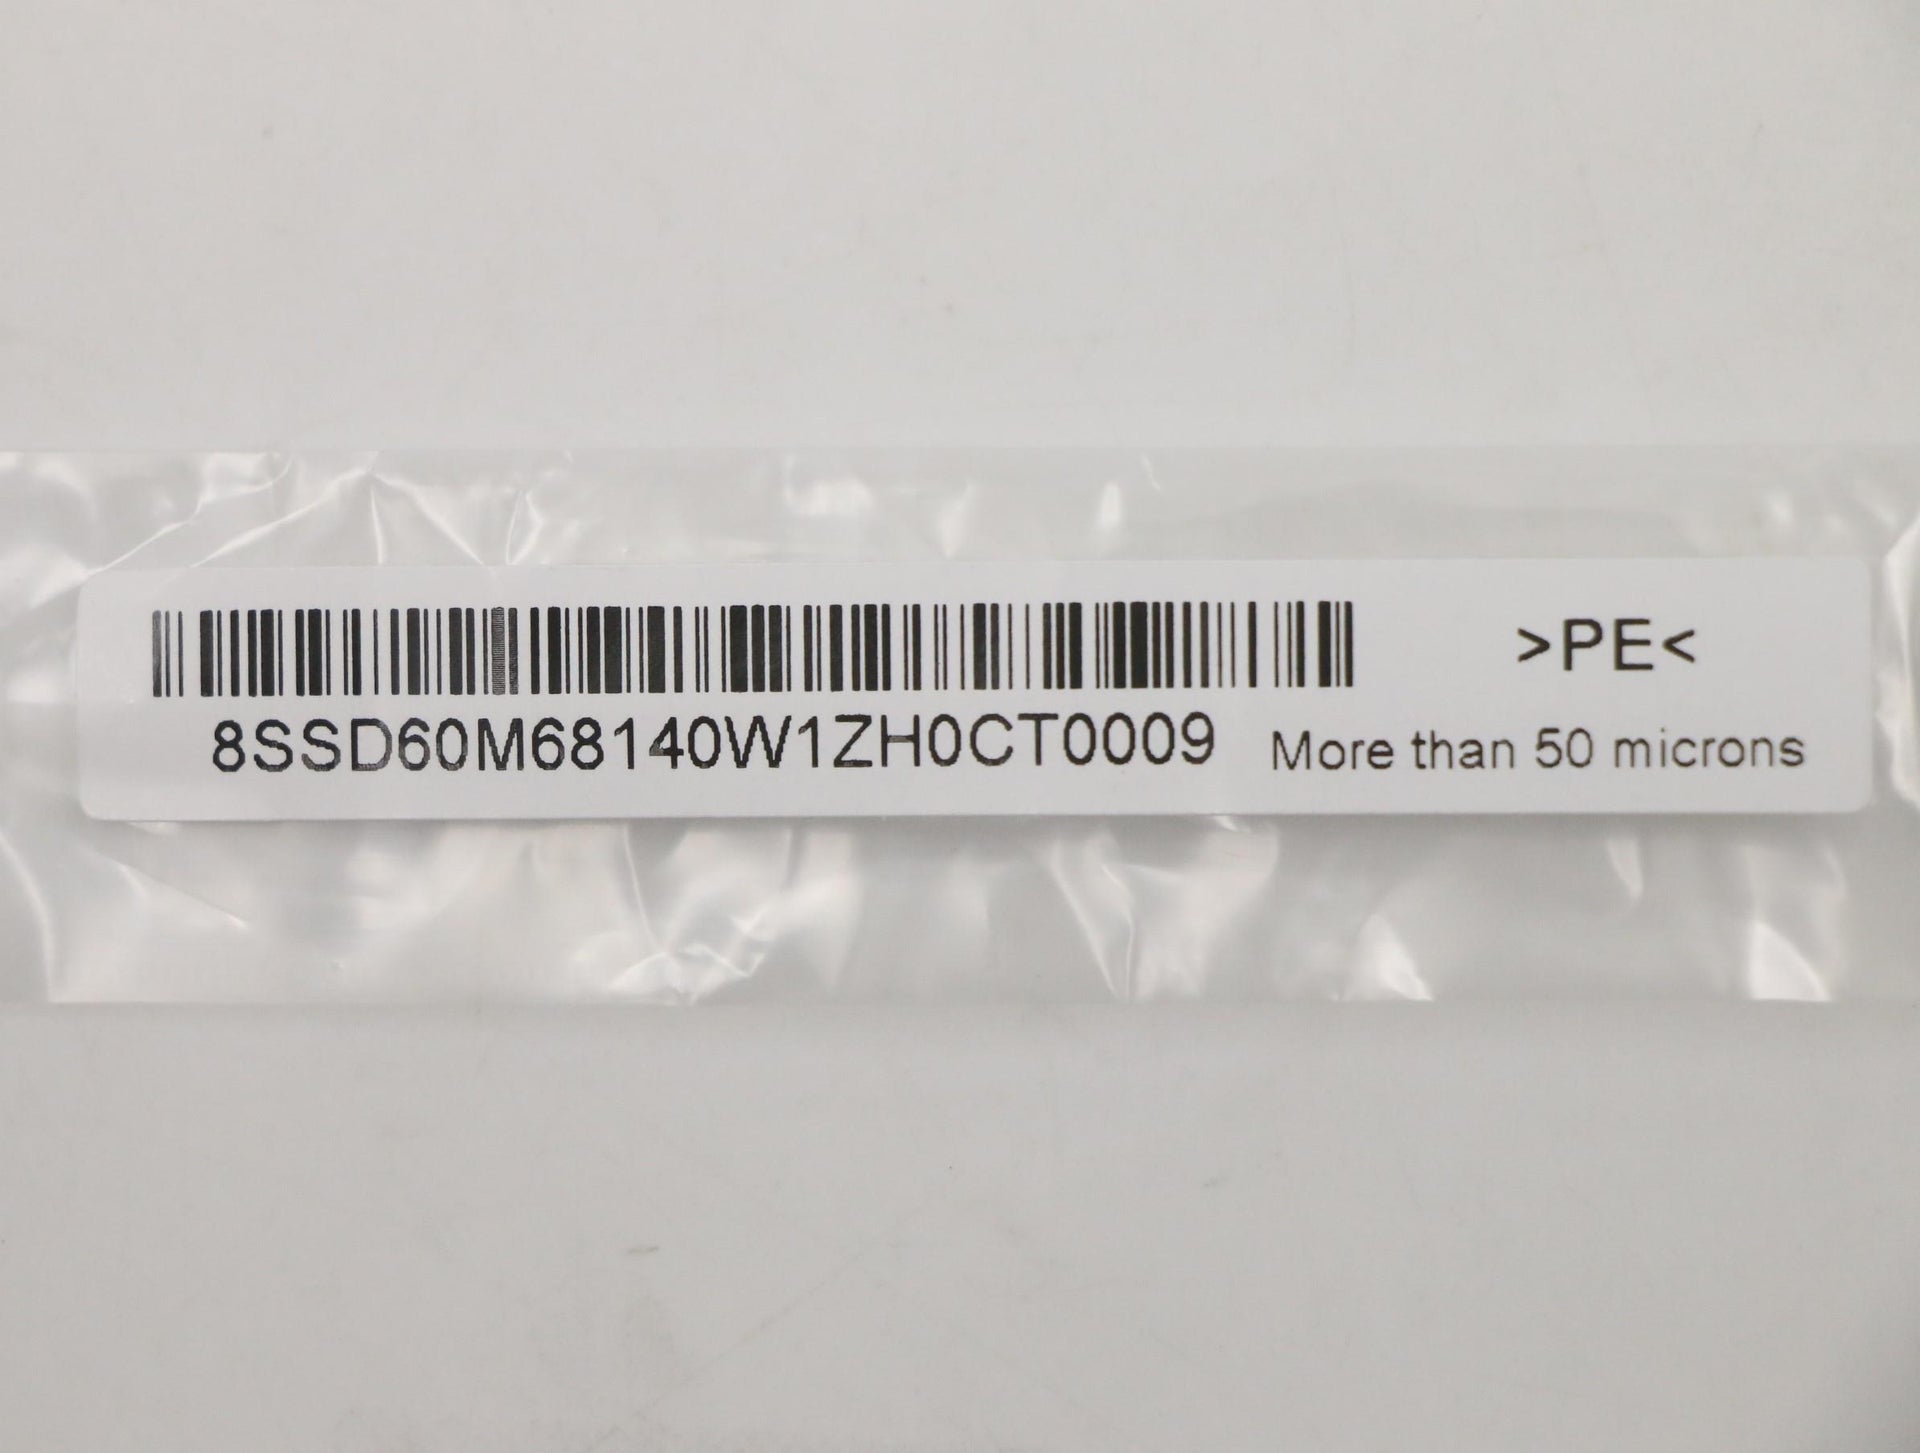 >PE<
8SSD60M68140W1ZH0CT0009
More than 50 microns